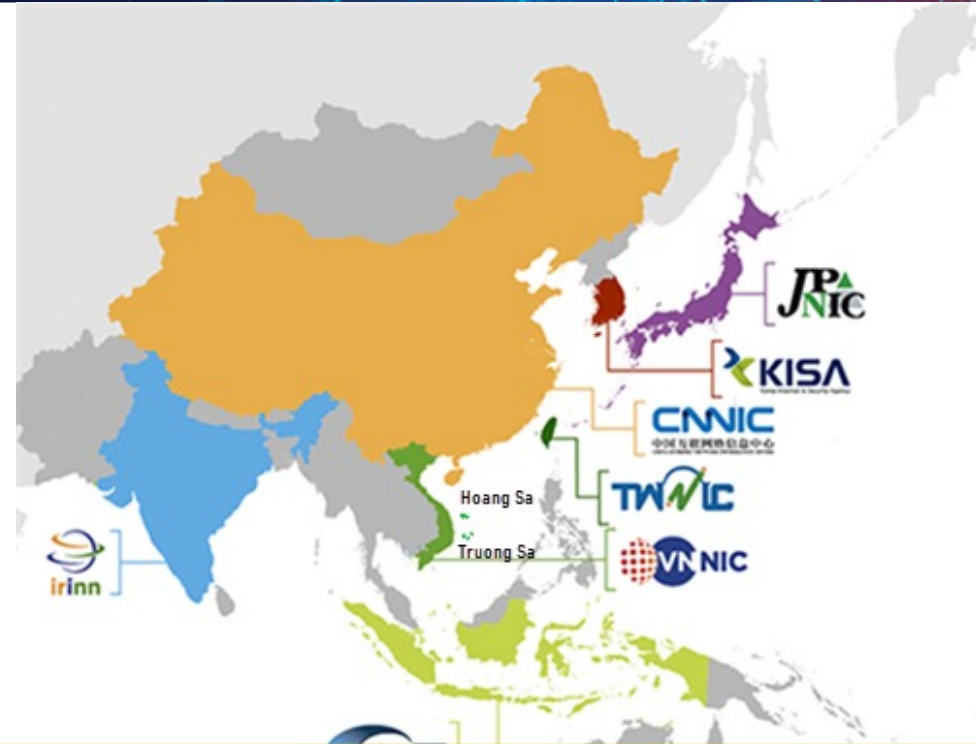 JPNIC
KISA
CNNIC
中国互联网络信息中心
Hoang Sa
TWNIC
Truong Sa
VNNIC
irinn